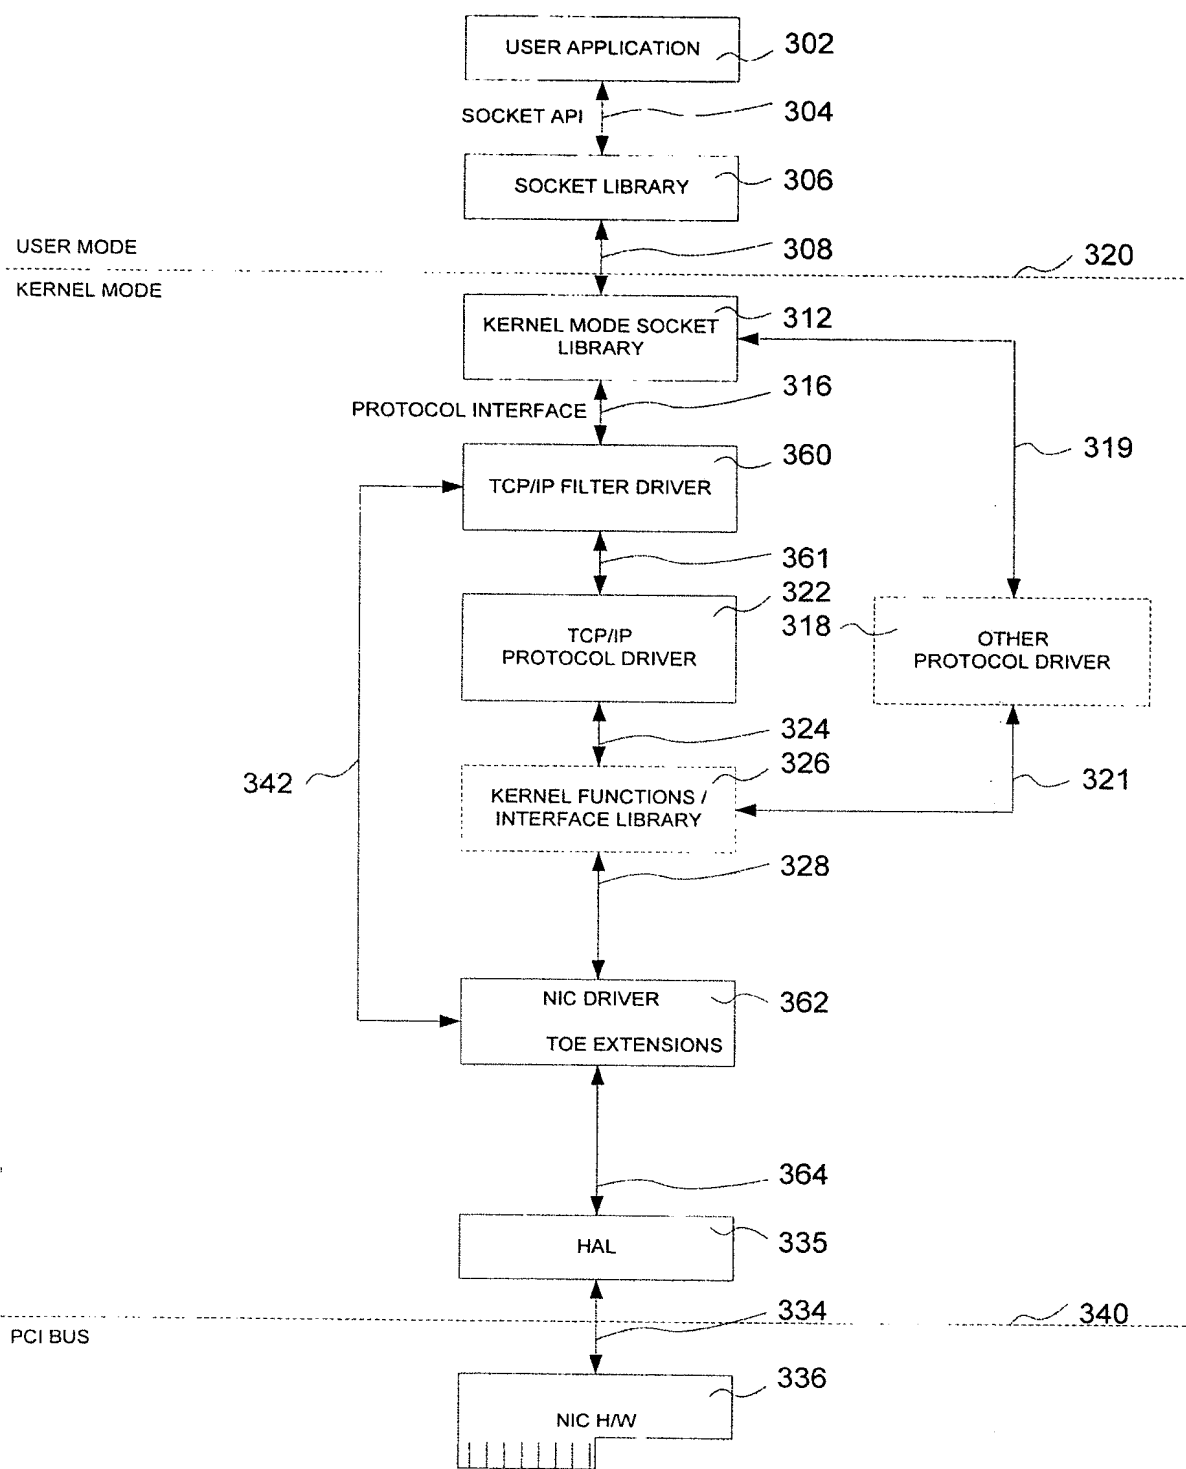 USER APPLICATION
302
SOCKET API
304
SOCKET LIBRARY
306
USER MODE
308
320
KERNEL MODE
KERNEL MODE SOCKET
LIBRARY
312
PROTOCOL INTERFACE
316
319
TCP/IP FILTER DRIVER
360
361
322
TCP/IP
PROTOCOL DRIVER
318
OTHER
PROTOCOL DRIVER
324
342
326
321
KERNEL FUNCTIONS /
INTERFACE LIBRARY
328
NIC DRIVER
362
TOE EXTENSIONS
364
HAL
335
334
340
PCI BUS
336
NIC H/W